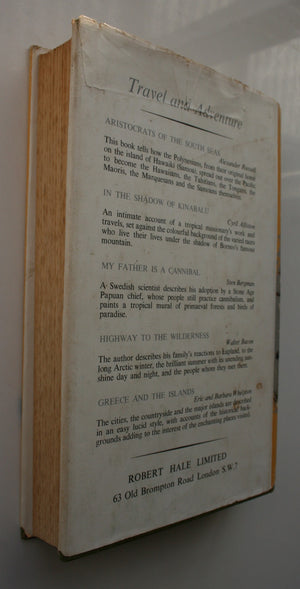 Travel and Adventure
ARISTOCRATS OF THE SOUTH SEAS
Alexander Russell
This book tells how the Polynesians, from their original home
on the island of Hawaiki (Samoa), spread out over the Pacific
to become the Hawaiians, the Tahitians, the Tongans, the
Maoris, the Marquesans and the Samoans themselves.
IN THE SHADOW OF KINABALU
Cyril Alliston
An intimate account of a tropical missionary's work and
travels, set against the colourful background of the varied races
who live their lives under the shadow of Borneo's famous
mountain.
MY FATHER IS A CANNIBAL
Sten Bergman
A Swedish scientist describes his adoption by a Stone Age
Papuan chief, whose people still practise cannibalism, and
paints a tropical mural of primaeval forests and birds of
paradise.
HIGHWAY TO THE WILDERNESS
Walter Bacon
The author describes his family's reactions to England, to the
long Arctic winter, the brilliant summer with its unending sun-
shine day and night, and the people whom they met there.
GREECE AND THE ISLANDS
Eric and Barbara Whelpton
The cities, the countryside and the major islands are described
in an easy lucid style, with accounts of the historical back-
grounds adding to the interest of the enchanting places visited.
ROBERT HALE LIMITED
63 Old Brompton Road London S.W.7